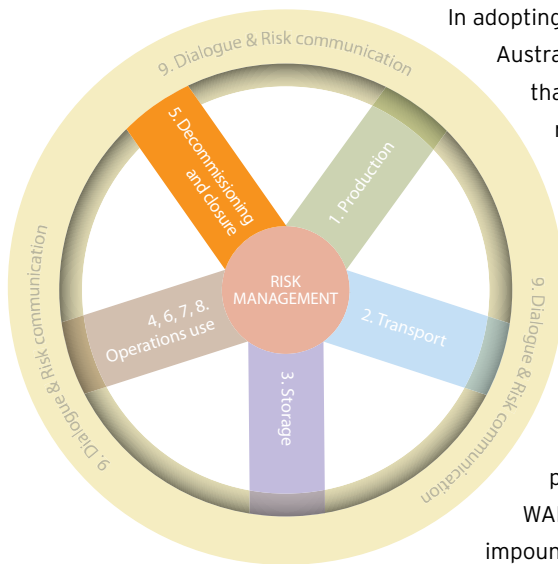 In adopting
Austra
tha
9. Dialogue & Risk communication
5. Decommissioning
and closure
1. Production
RISK
MANAGEMENT
4, 6, 7, 8.
Operations use
2. Transport
3. Storage
9. Dialogue & Risk communication
9. Dialogue & Risk communication
p
WA
impoun